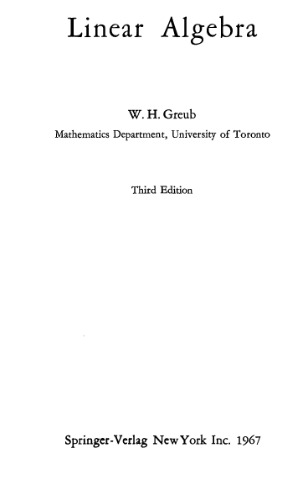 Linear Algebra
W. H. Greub
Mathematics Department, University of Toronto
Third Edition
Springer-Verlag New York Inc. 1967